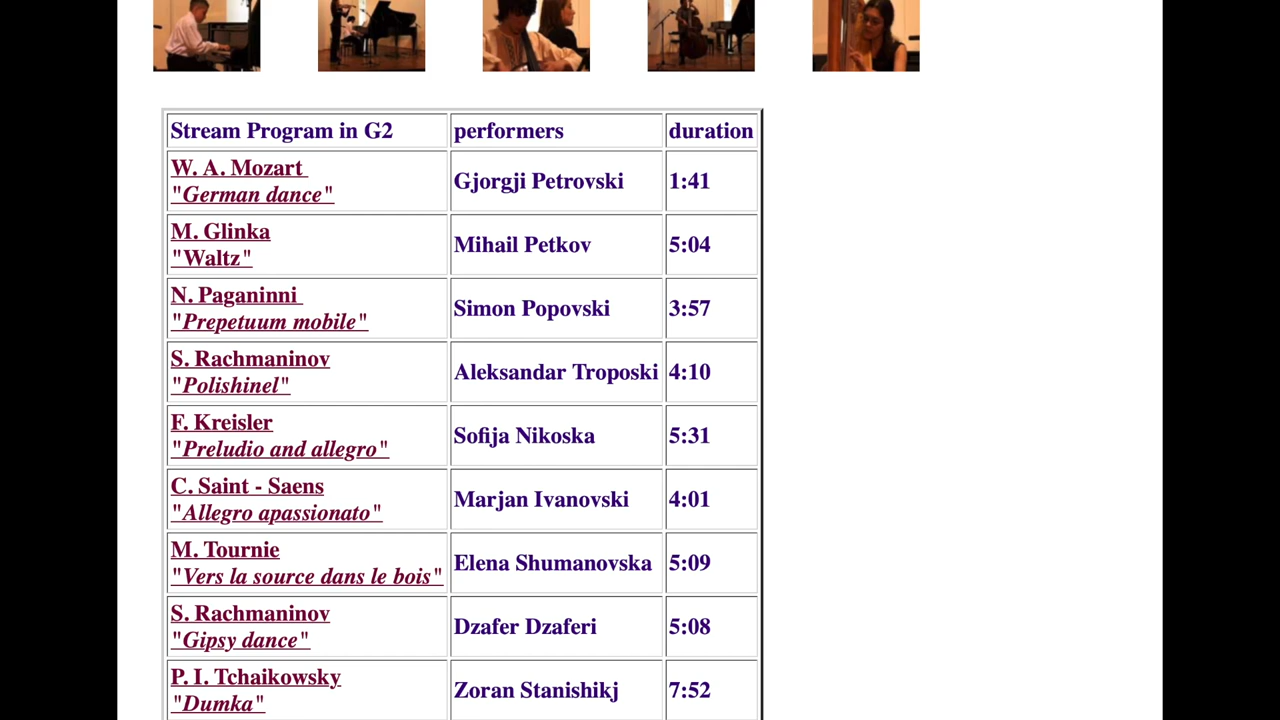 Stream Program in G2 performers duration
W. A. Mozart
"German dance" Gjorgji Petrovski 1:41
M. Glinka
"Waltz" Mihail Petkov 5:04
N. Paganinni
"Prepetuum mobile" Simon Popovski 3:57
S. Rachmaninov
"Polishinel" Aleksandar Troposki 4:10
F. Kreisler
"Preludio and allegro" Sofija Nikoska 5:31
C. Saint - Saens
"Allegro apassionato" Marjan Ivanovski 4:01
M. Tournie
"Vers la source dans le bois" Elena Shumanovska 5:09
S. Rachmaninov
"Gipsy dance" Dzafer Dzaferi 5:08
P. I. Tchaikowsky
"Dumka" Zoran Stanishikj 7:52